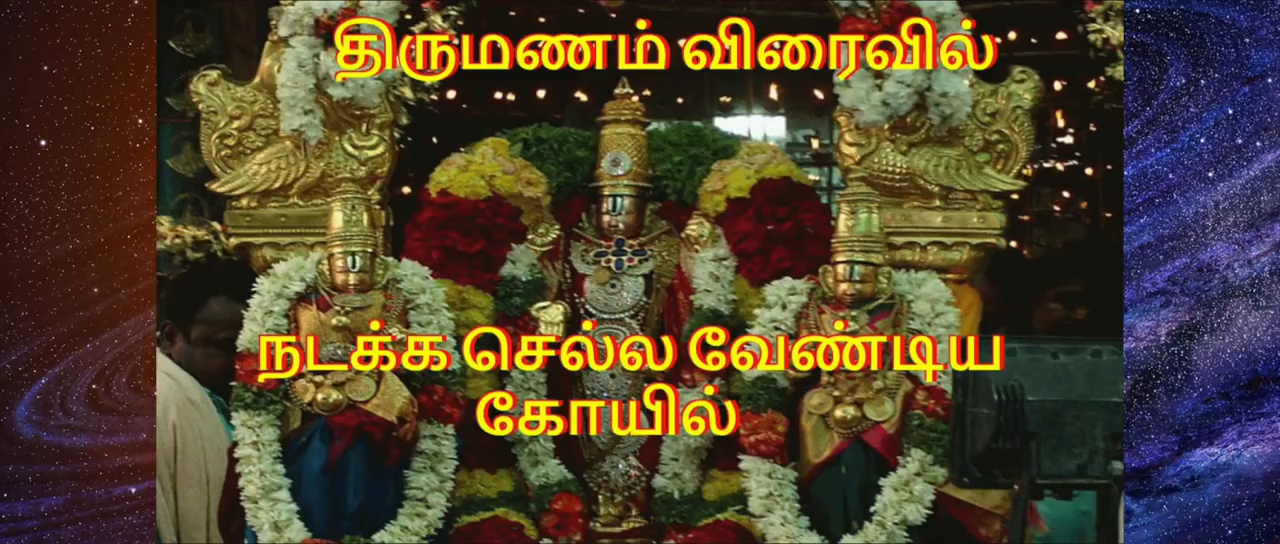 திருமணம் விரைவில்
நடக்க செல்ல வேண்டிய
கோயில்